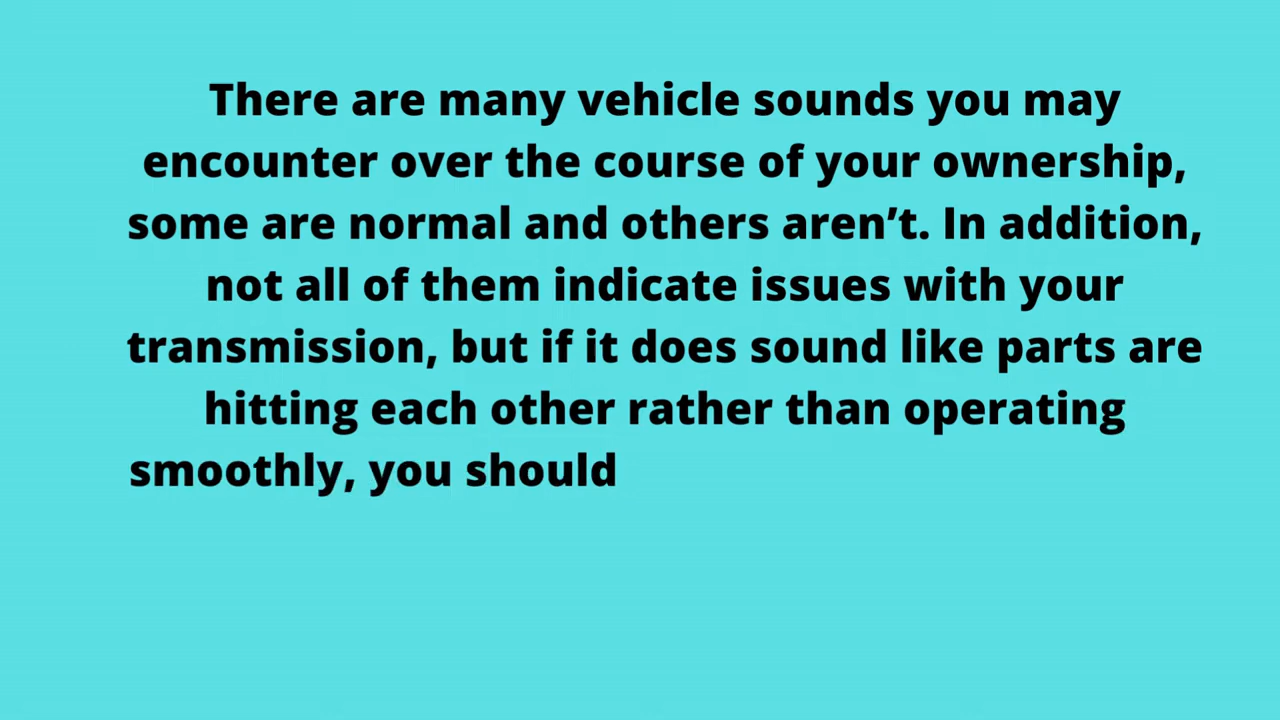 There are many vehicle sounds you may
encounter over the course of your ownership,
some are normal and others aren’t. In addition,
not all of them indicate issues with your
transmission, but if it does sound like parts are
hitting each other rather than operating
smoothly, you should